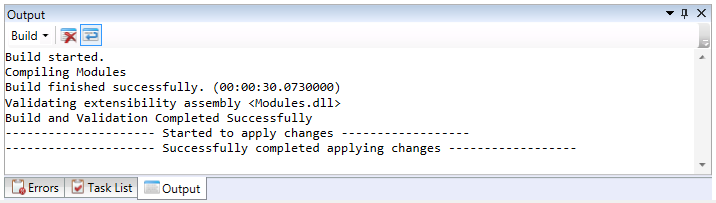 Output
Build
Build started.
Compiling Modules
Build finished successfully. (00:00:30.0730000)
Validating extensibility assembly <Modules.dll>
Build and Validation Completed Successfully
-------------------- Started to apply changes -----------------
-------------------- Successfully completed applying changes -----------------
Errors
Task List
Output